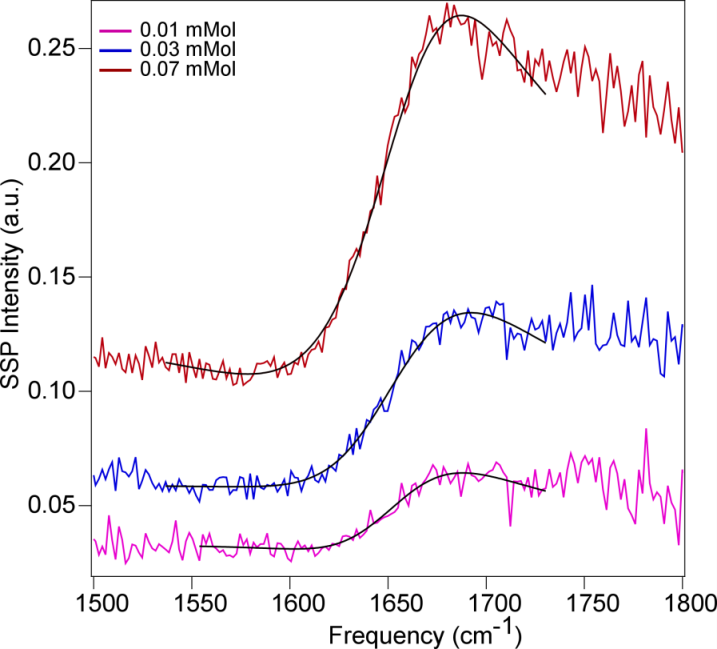 0.01 mMol
0.03 mMol
0.07 mMol
0.25
0.20
0.15
0.10
0.05
SSP Intensity (a.u.)
1500 1550 1600 1650 1700 1750 1800
Frequency (cm⁻¹)